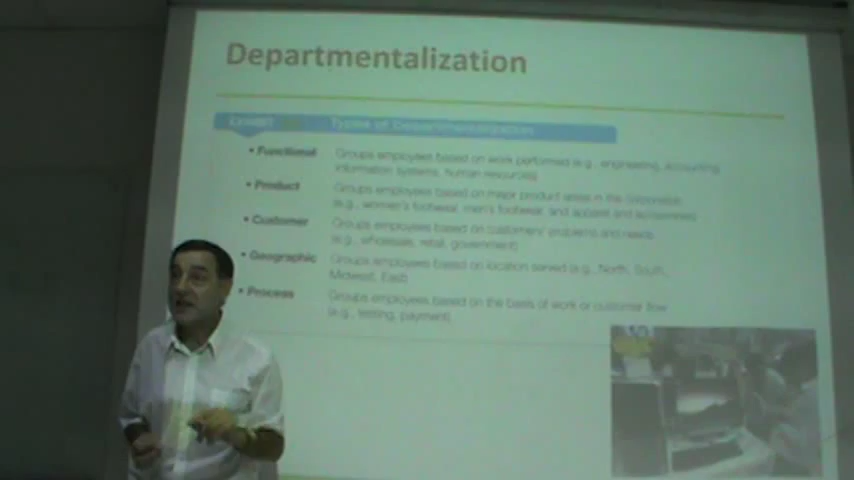 Departmentalization
Types of Departmentalization
• Functional Groups employees based on work performed (e.g., engineering, accounting,
information systems, human resources)
• Product Groups employees based on major product areas in the corporation
(e.g., women's footwear, men's footwear, and apparel and accessories)
• Customer Groups employees based on customers' problems and needs
(e.g., wholesale, retail, government)
• Geographic Groups employees based on location served (e.g., North, South,
Midwest, East)
• Process Groups employees based on the basis of work or customer flow
(e.g., testing, payment)